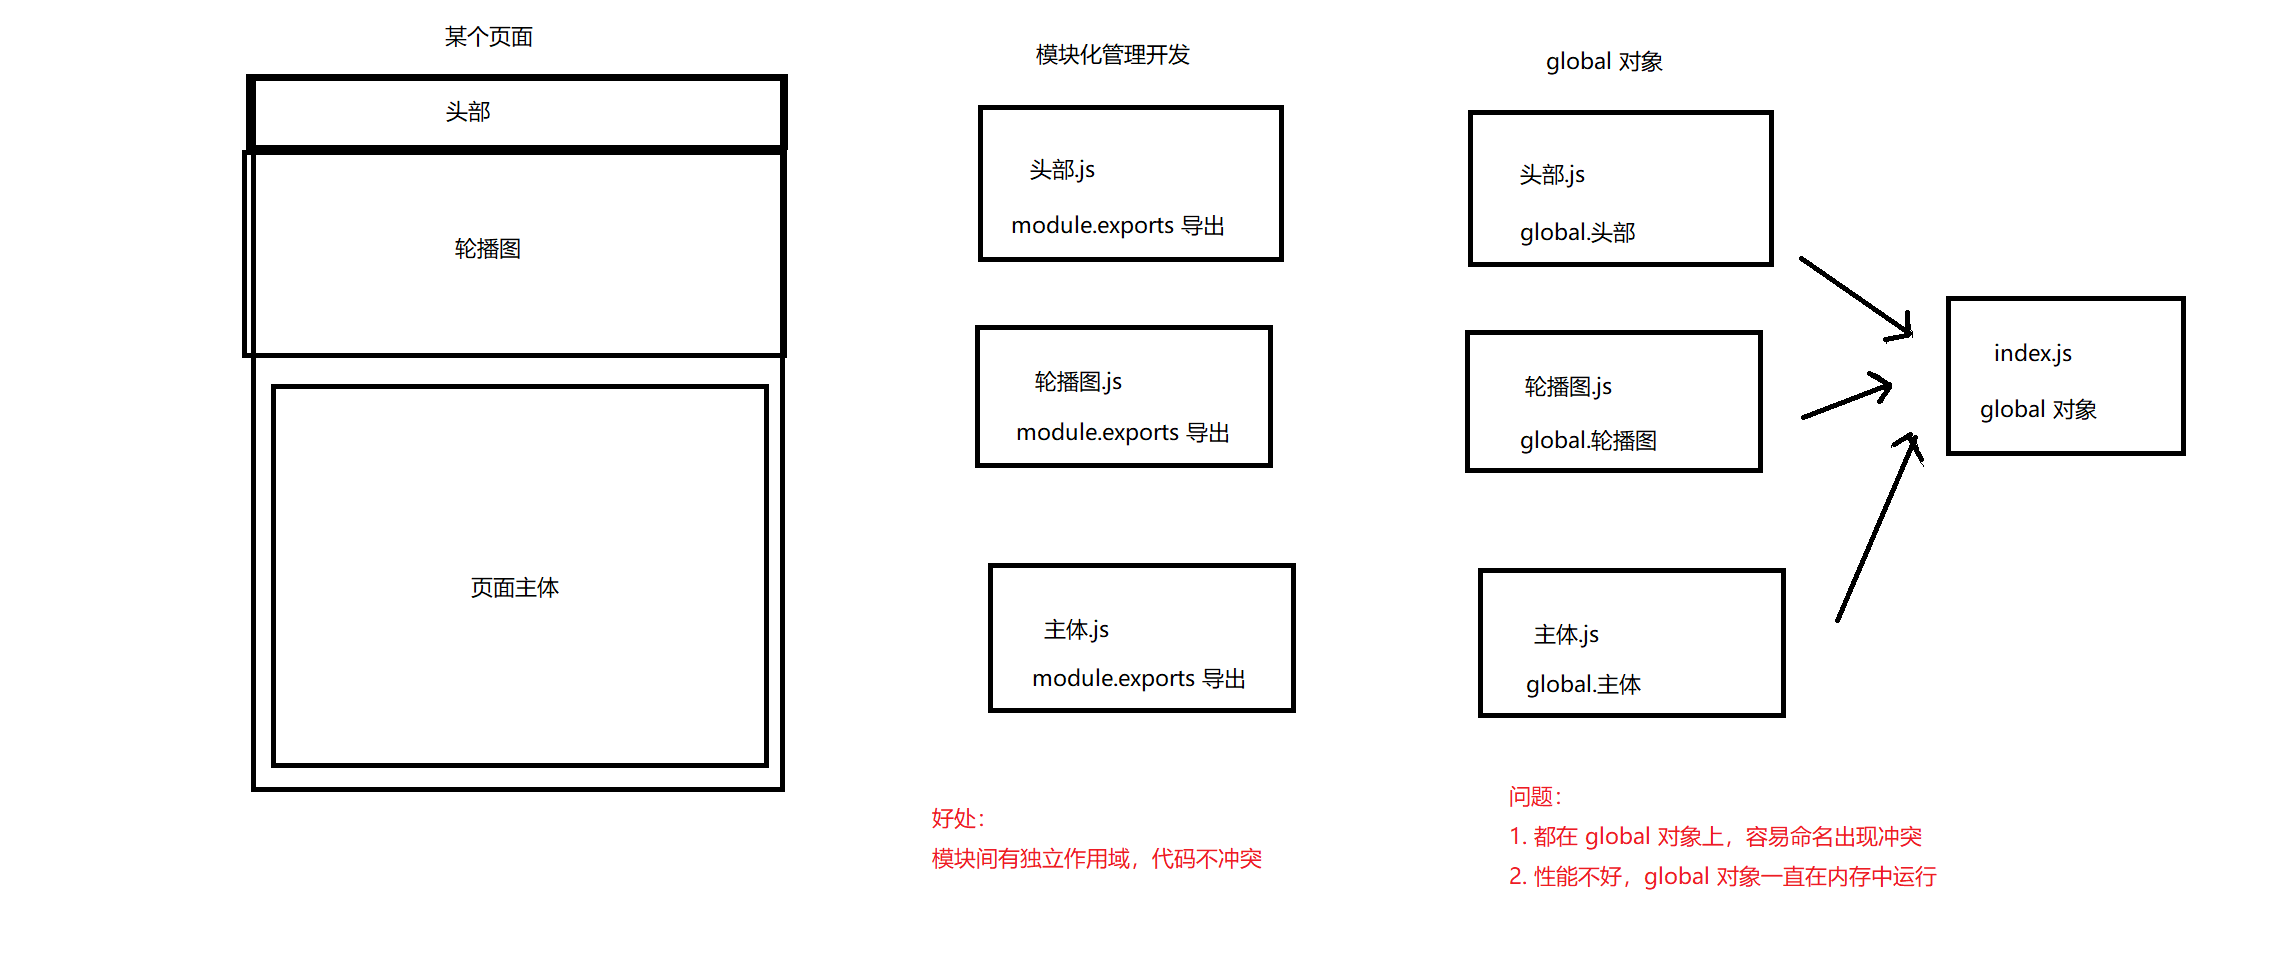 某个页面
头部
轮播图
页面主体
模块化管理开发
头部.js
module.exports 导出
轮播图.js
module.exports 导出
主体.js
module.exports 导出
好处：
模块间有独立作用域，代码不冲突
global 对象
头部.js
global.头部
轮播图.js
global.轮播图
主体.js
global.主体
index.js
global 对象
问题：
1. 都在 global 对象上，容易命名出现冲突
2. 性能不好，global 对象一直在内存中运行